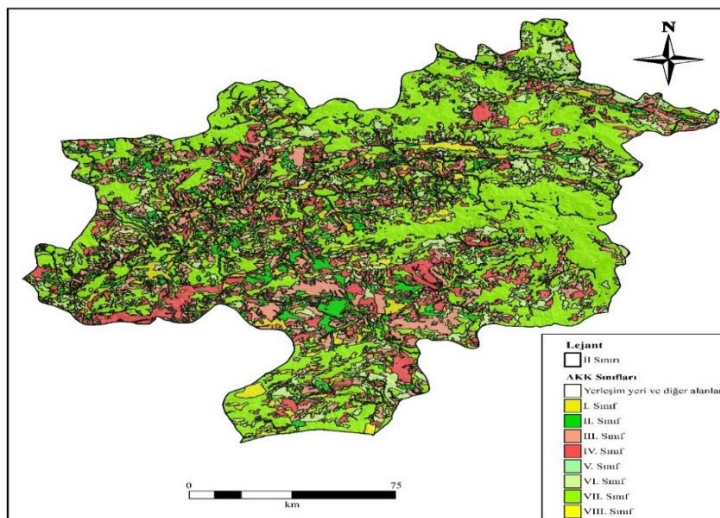 N
Lejant
İl Sınırı
AKK Sınıfları
Yerleşim yeri ve diğer alanlar
I. Sınıf
II. Sınıf
III. Sınıf
IV. Sınıf
V. Sınıf
VI. Sınıf
VII. Sınıf
VIII. Sınıf
0 75
km